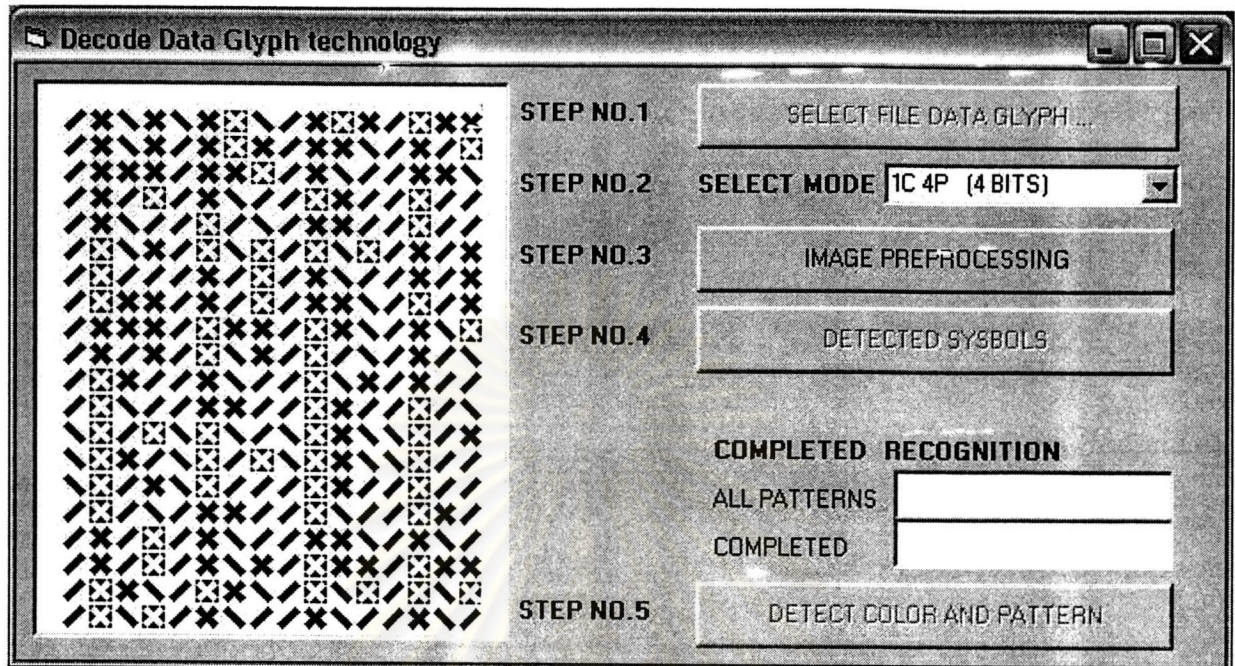 Decode Data Glyph technology
STEP NO.1 SELECT FILE DATA GLYPH ...
STEP NO.2 SELECT MODE 1C 4P (4 BITS)
STEP NO.3 IMAGE PREPROCESSING
STEP NO.4 DETECTED SYSBOLS
COMPLETED RECOGNITION
ALL PATTERNS
COMPLETED
STEP NO.5 DETECT COLOR AND PATTERN